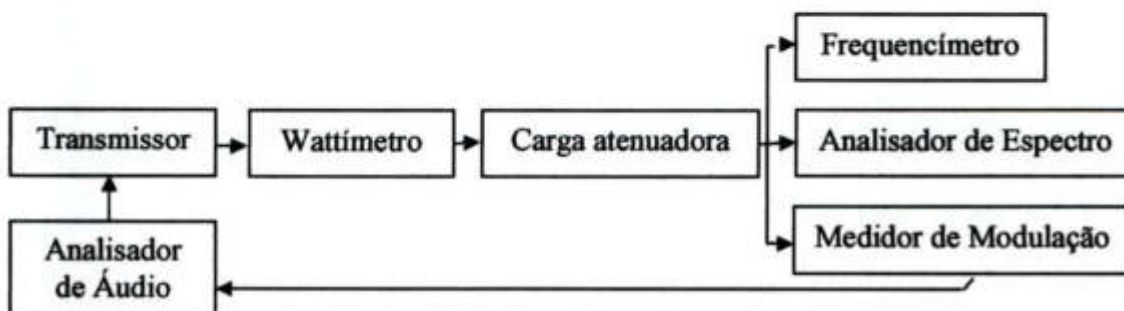 Frequencímetro
Transmissor
Wattímetro
Carga atenuadora
Analisador de Espectro
Analisador
de Áudio
Medidor de Modulação